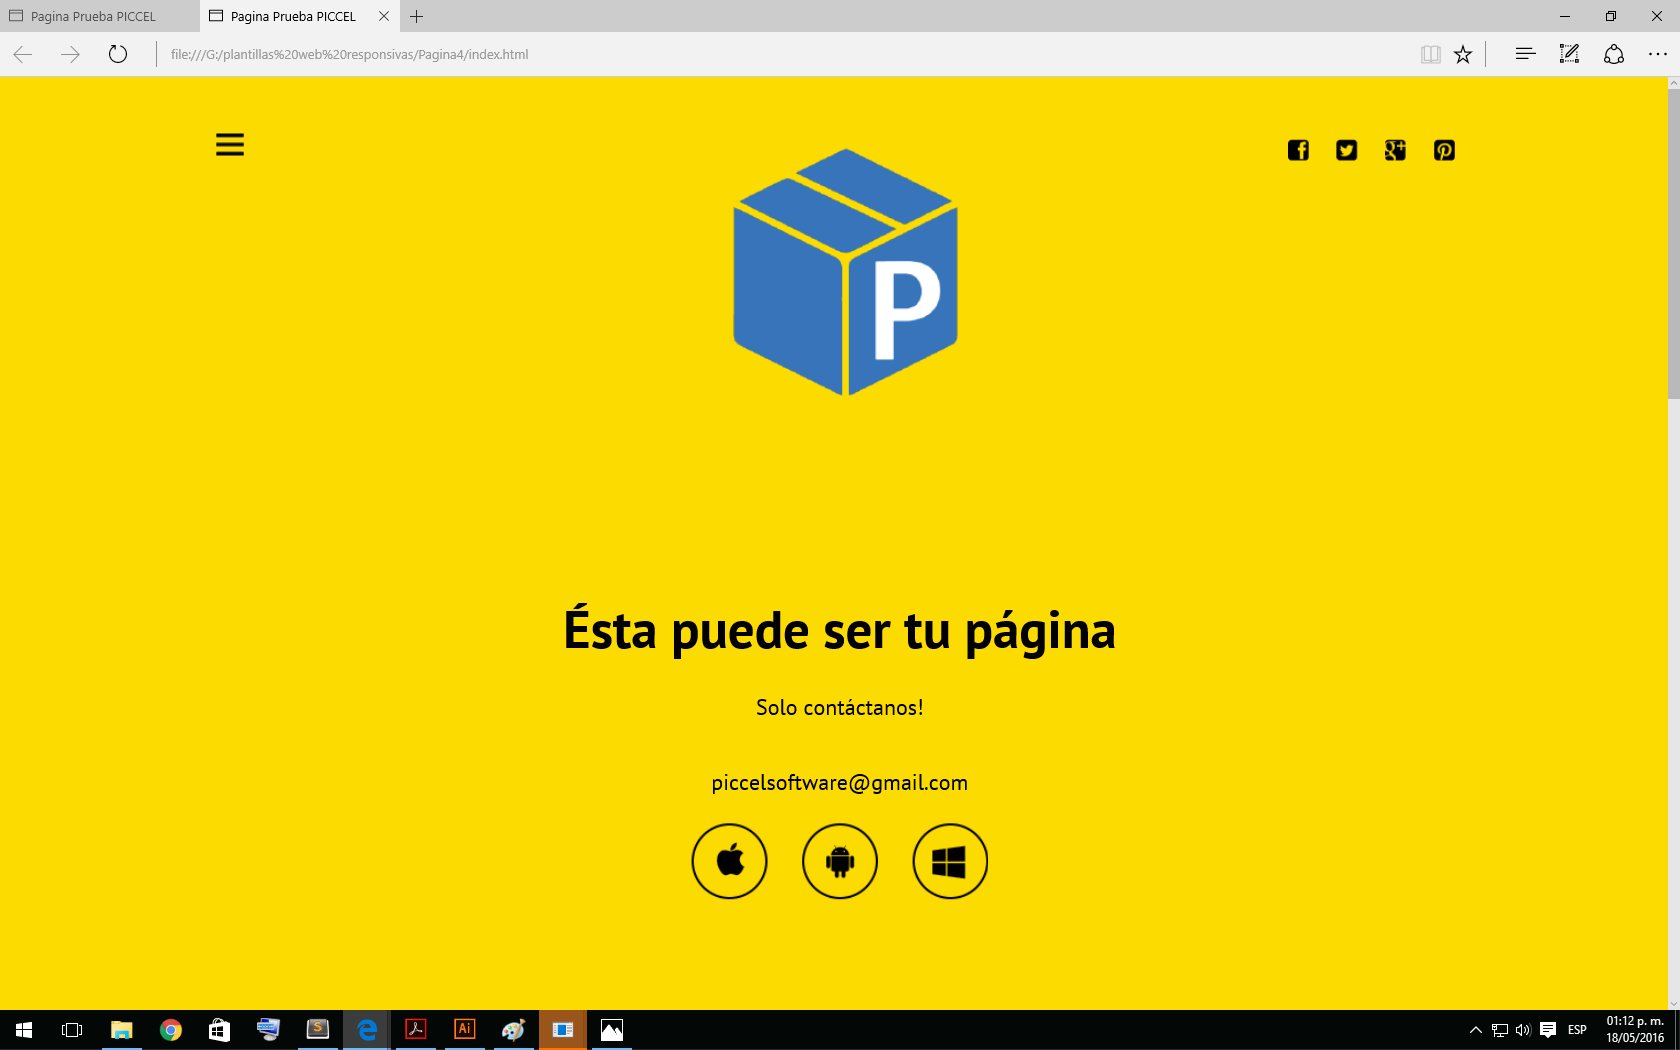 Pagina Prueba PICCEL
Pagina Prueba PICCEL
file:///G:/plantillas%20web%20responsivas/Pagina4/index.html
P
Ésta puede ser tu página
Solo contáctanos!
piccelsoftware@gmail.com
S
Ai
ESP
01:12 p. m.
18/05/2016